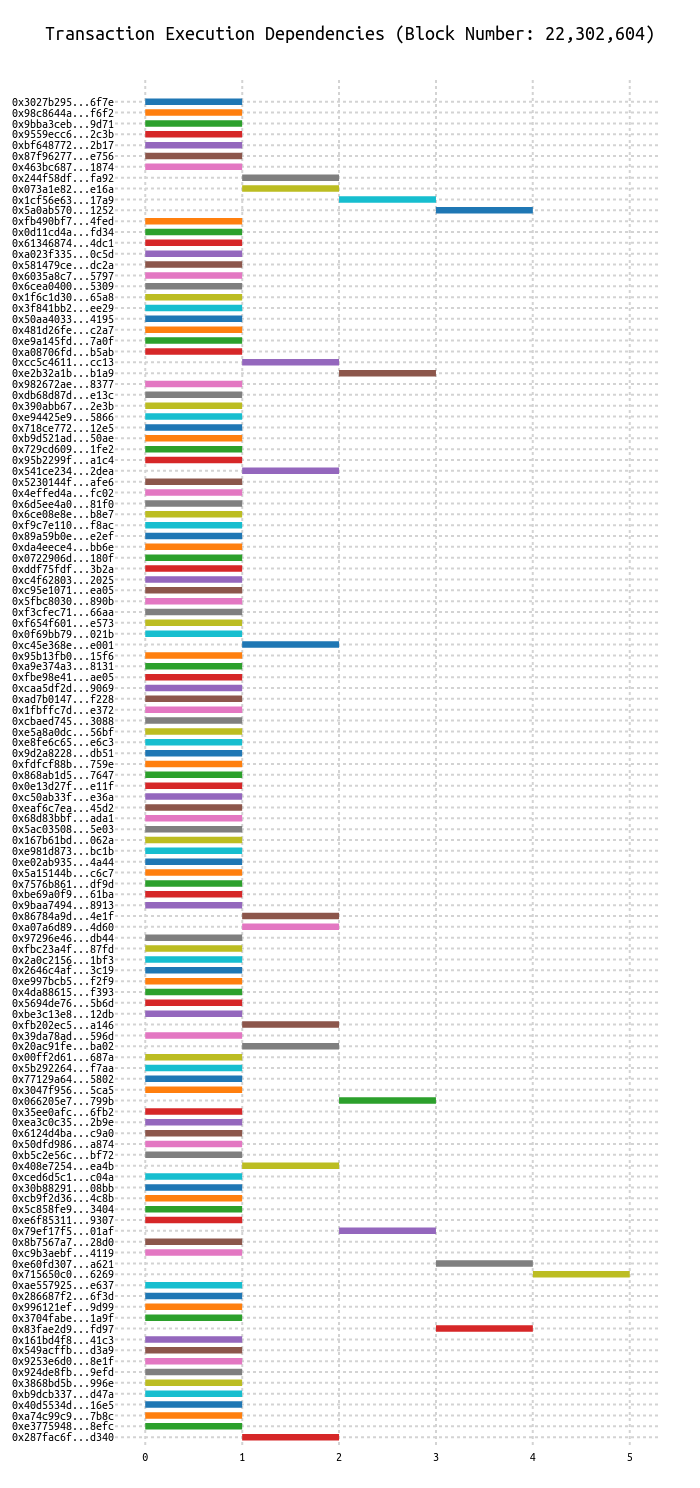 Transaction Execution Dependencies (Block Number: 22,302,604)
0x3027b295...6f7e
0x98c8644a...f6f2
0x9bba3ceb...9d71
0x9559ecc6...2c3b
0xbf648772...2b17
0x87f96277...e756
0x463bc687...1874
0x244f58df...fa92
0x073a1e82...e16a
0x1cf56e63...17a9
0x5a0ab570...1252
0xfb490bf7...4fed
0x0d11cd4a...fd34
0x61346874...4dc1
0xa023f335...0c5d
0x581479ce...dc2a
0x6035a8c7...5797
0x6cea0400...5309
0x1f6c1d30...65a8
0x3f841bb2...ee29
0x50aa4033...4195
0x481d26fe...c2a7
0xe9a145fd...7a0f
0xa08706fd...b5ab
0xcc5c4611...cc13
0xe2b32a1b...b1a9
0x982672ae...8377
0xdb68d87d...e13c
0x390abb67...2e3b
0xe94425e9...5866
0x718ce772...12e5
0xb9d521ad...50ae
0x729cd609...1fe2
0x95b2299f...a1c4
0x541ce234...2dea
0x5230144f...afe6
0x4effed4a...fc02
0x6d5ee4a0...81f0
0x6ce08e8e...b8e7
0xf9c7e110...f8ac
0x89a59b0e...e2ef
0xda4eece4...bb6e
0x0722906d...180f
0xddf75fdf...3b2a
0xc4f62803...2025
0xc95e1071...ea05
0x5fbc8030...890b
0xf3cfec71...66aa
0xf654f601...e573
0x0f69bb79...021b
0xc45e368e...e001
0x95b13fb0...15f6
0xa9e374a3...8131
0xfbe98e41...ae05
0xcaa5df2d...9069
0xad7b0147...f228
0x1fbffc7d...e372
0xcbaed745...3088
0xe5a8a0dc...56bf
0xe8fe6c65...e6c3
0x9d2a8228...db51
0xfdfcf88b...759e
0x868ab1d5...7647
0x0e13d27f...e11f
0xc50ab33f...e36a
0xeaf6c7ea...45d2
0x68d83bbf...ada1
0x5ac03508...5e03
0x167b61bd...062a
0xe981d873...bc1b
0xe02ab935...4a44
0x5a15144b...c6c7
0x7576b861...df9d
0xbe69a0f9...61ba
0x9baa7494...8913
0x86784a9d...4e1f
0xa07a6d89...4d60
0x97296e46...db44
0xfbc23a4f...87fd
0x2a0c2156...1bf3
0x2646c4af...3c19
0xe997bcb5...f2f9
0x4da88615...f393
0x5694de76...5b6d
0xbe3c13e8...12db
0xfb202ec5...a146
0x39da78ad...596d
0x20ac91fe...ba02
0x00ff2d61...687a
0x5b292264...f7aa
0x77129a64...5802
0x3047f956...5ca5
0x066205e7...799b
0x35ee0afc...6fb2
0xea3c0c35...2b9e
0x6124d4ba...c9a0
0x50dfd986...a874
0xb5c2e56c...bf72
0x408e7254...ea4b
0xced6d5c1...c04a
0x30b88291...08bb
0xcb9f2d36...4c8b
0x5c858fe9...3404
0xe6f85311...9307
0x79ef17f5...01af
0x8b7567a7...28d0
0xc9b3aebf...4119
0xe60fd307...a621
0x715650c0...6269
0xae557925...e637
0x286687f2...6f3d
0x996121ef...9d99
0x3704fabe...1a9f
0x83fae2d9...fd97
0x161bd4f8...41c3
0x549acffb...d3a9
0x9253e6d0...8e1f
0x924de8fb...9efd
0x3868bd5b...996e
0xb9dcb337...d47a
0x40d5534d...16e5
0xa74c99c9...7b8c
0xe3775948...8efc
0x287fac6f...d340
0 1 2 3 4 5